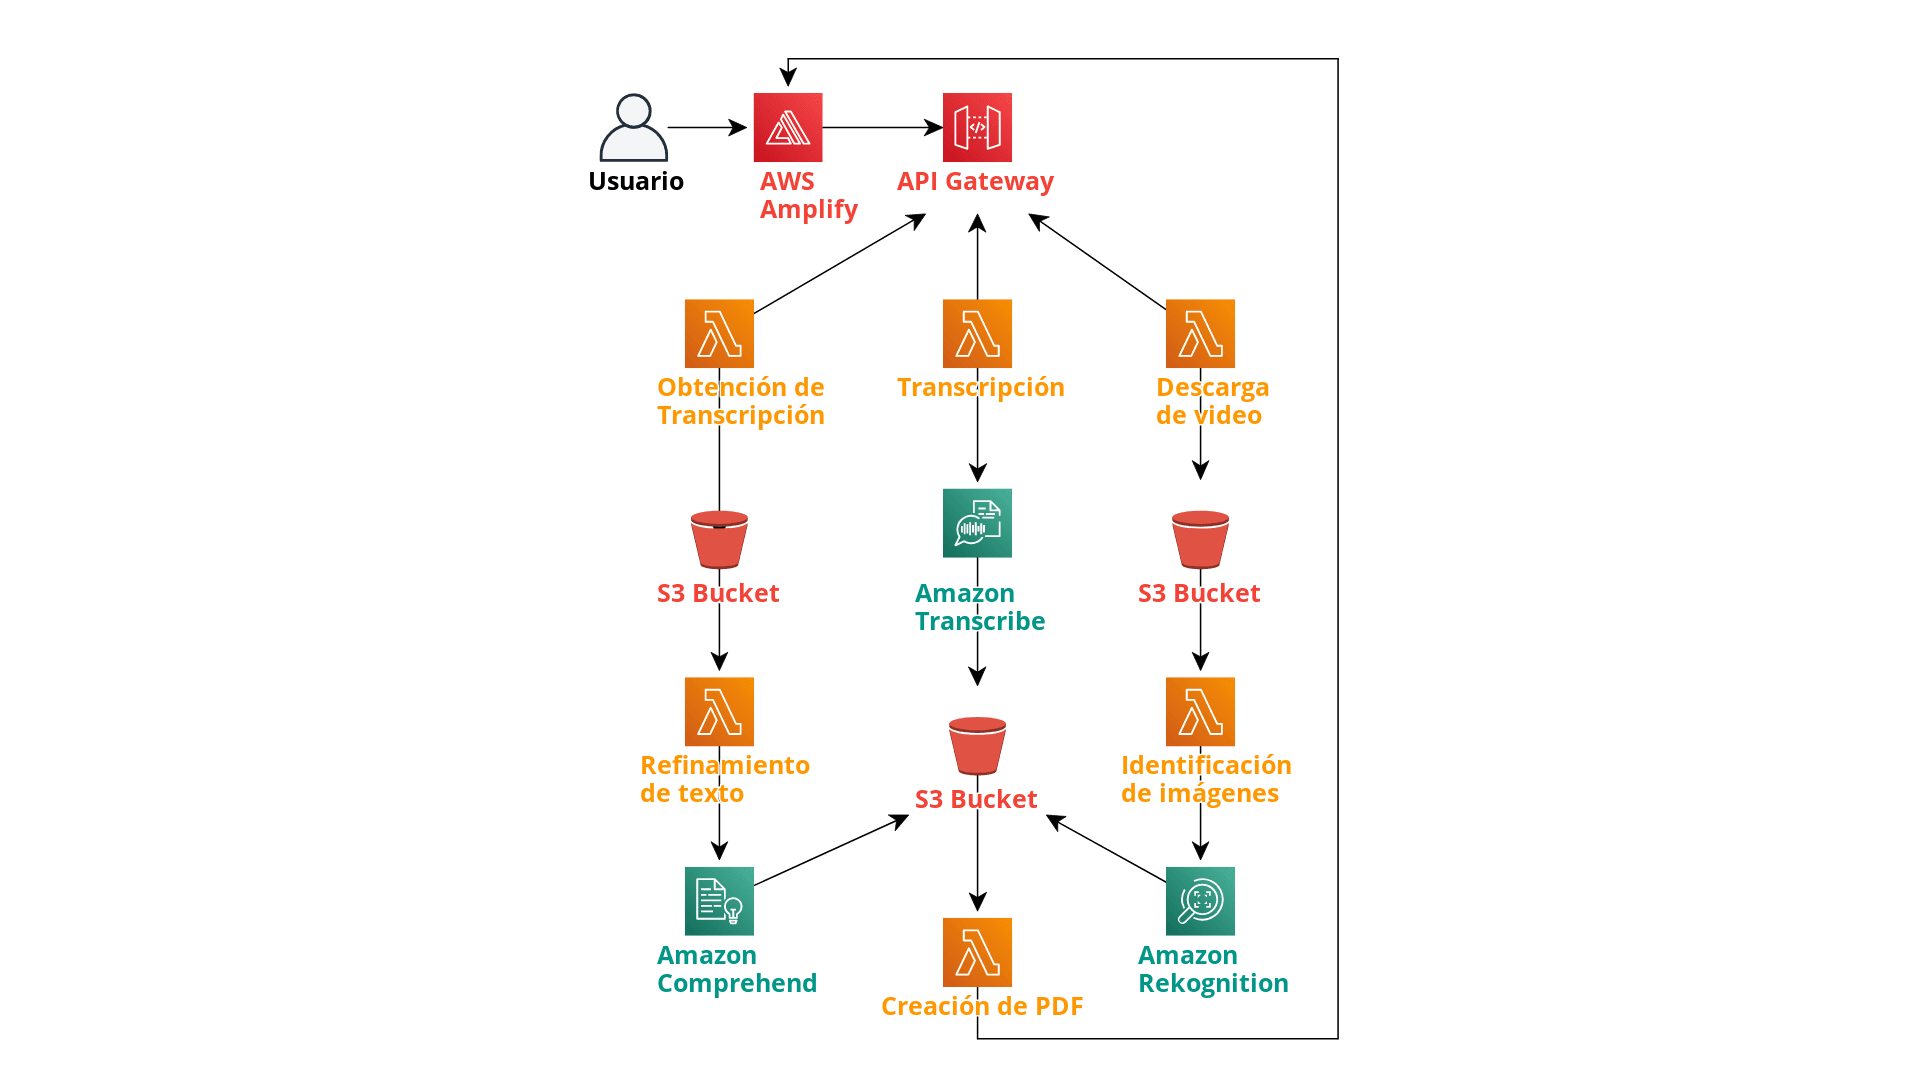 Usuario
AWS
Amplify
API Gateway
Obtención de
Transcripción
Transcripción
Descarga
de video
S3 Bucket
Amazon
Transcribe
S3 Bucket
Refinamiento
de texto
S3 Bucket
Identificación
de imágenes
Amazon
Comprehend
Creación de PDF
Amazon
Rekognition